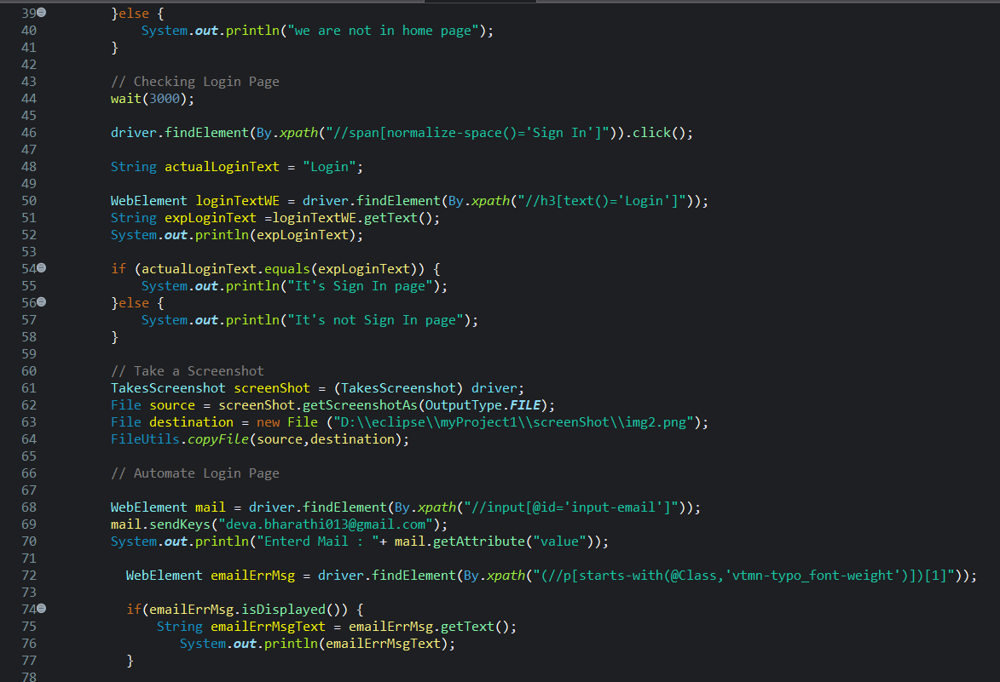 39 }else {
40 System.out.println("we are not in home page");
41 }
42
43 // Checking Login Page
44 wait(3000);
45
46 driver.findElement(By.xpath("//span[normalize-space()='Sign In']")).click();
47
48 String actualLoginText = "Login";
49
50 WebElement loginTextWE = driver.findElement(By.xpath("//h3[text()='Login']"));
51 String expLoginText =loginTextWE.getText();
52 System.out.println(expLoginText);
53
54 if (actualLoginText.equals(expLoginText)) {
55 System.out.println("It's Sign In page");
56 }else {
57 System.out.println("It's not Sign In page");
58 }
59
60 // Take a Screenshot
61 TakesScreenshot screenShot = (TakesScreenshot) driver;
62 File source = screenShot.getScreenshotAs(OutputType.FILE);
63 File destination = new File ("D:\\eclipse\\myProject1\\screenShot\\img2.png");
64 FileUtils.copyFile(source,destination);
65
66 // Automate Login Page
67
68 WebElement mail = driver.findElement(By.xpath("//input[@id='input-email']"));
69 mail.sendKeys("deva.bharathi013@gmail.com");
70 System.out.println("Enterd Mail : "+ mail.getAttribute("value"));
71
72 WebElement emailErrMsg = driver.findElement(By.xpath("(//p[starts-with(@Class,'vtmn-typo_font-weight')])[1]"));
73
74 if(emailErrMsg.isDisplayed()) {
75 String emailErrMsgText = emailErrMsg.getText();
76 System.out.println(emailErrMsgText);
77 }
78